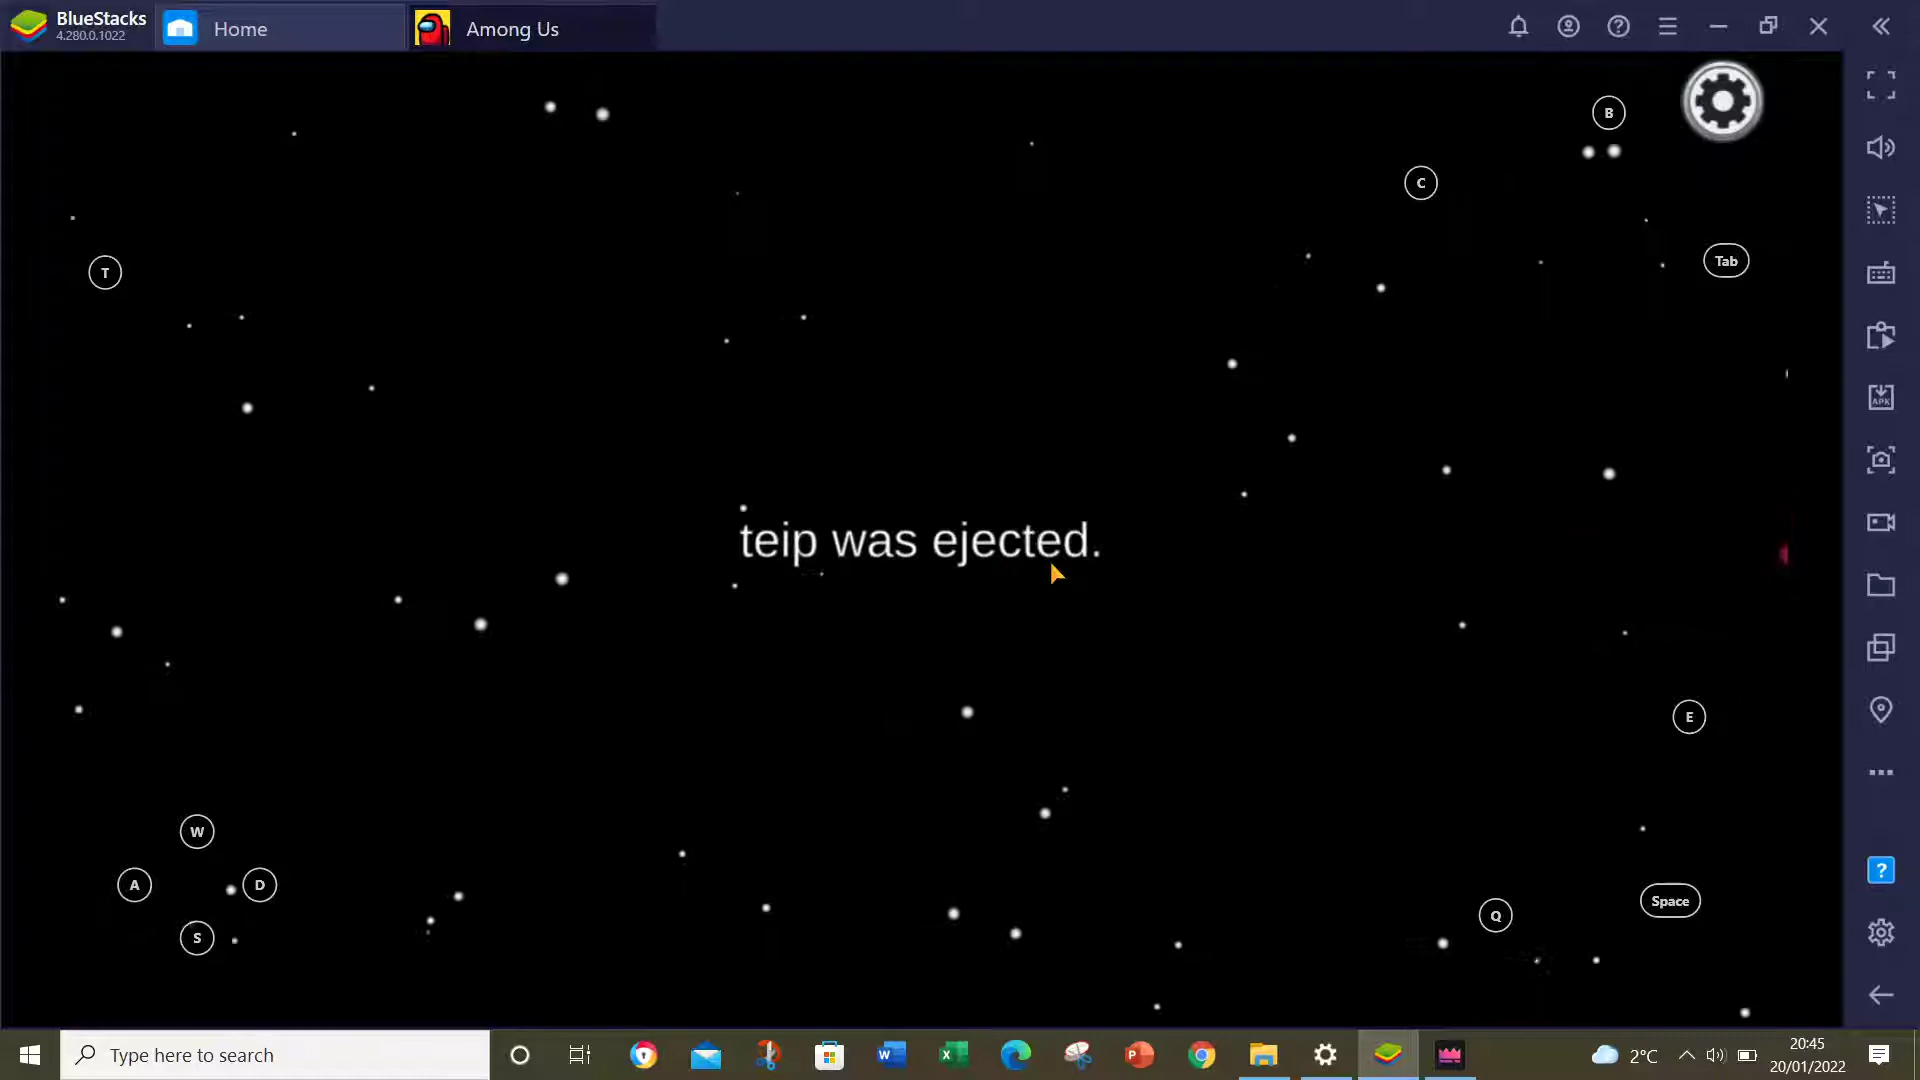 BlueStacks
4.280.0.1022
Home
Among Us
B
C
T
Tab
APK
teip was ejected.
E
W
A
D
S
Q
Space
?
Type here to search
2°C
20:45
20/01/2022